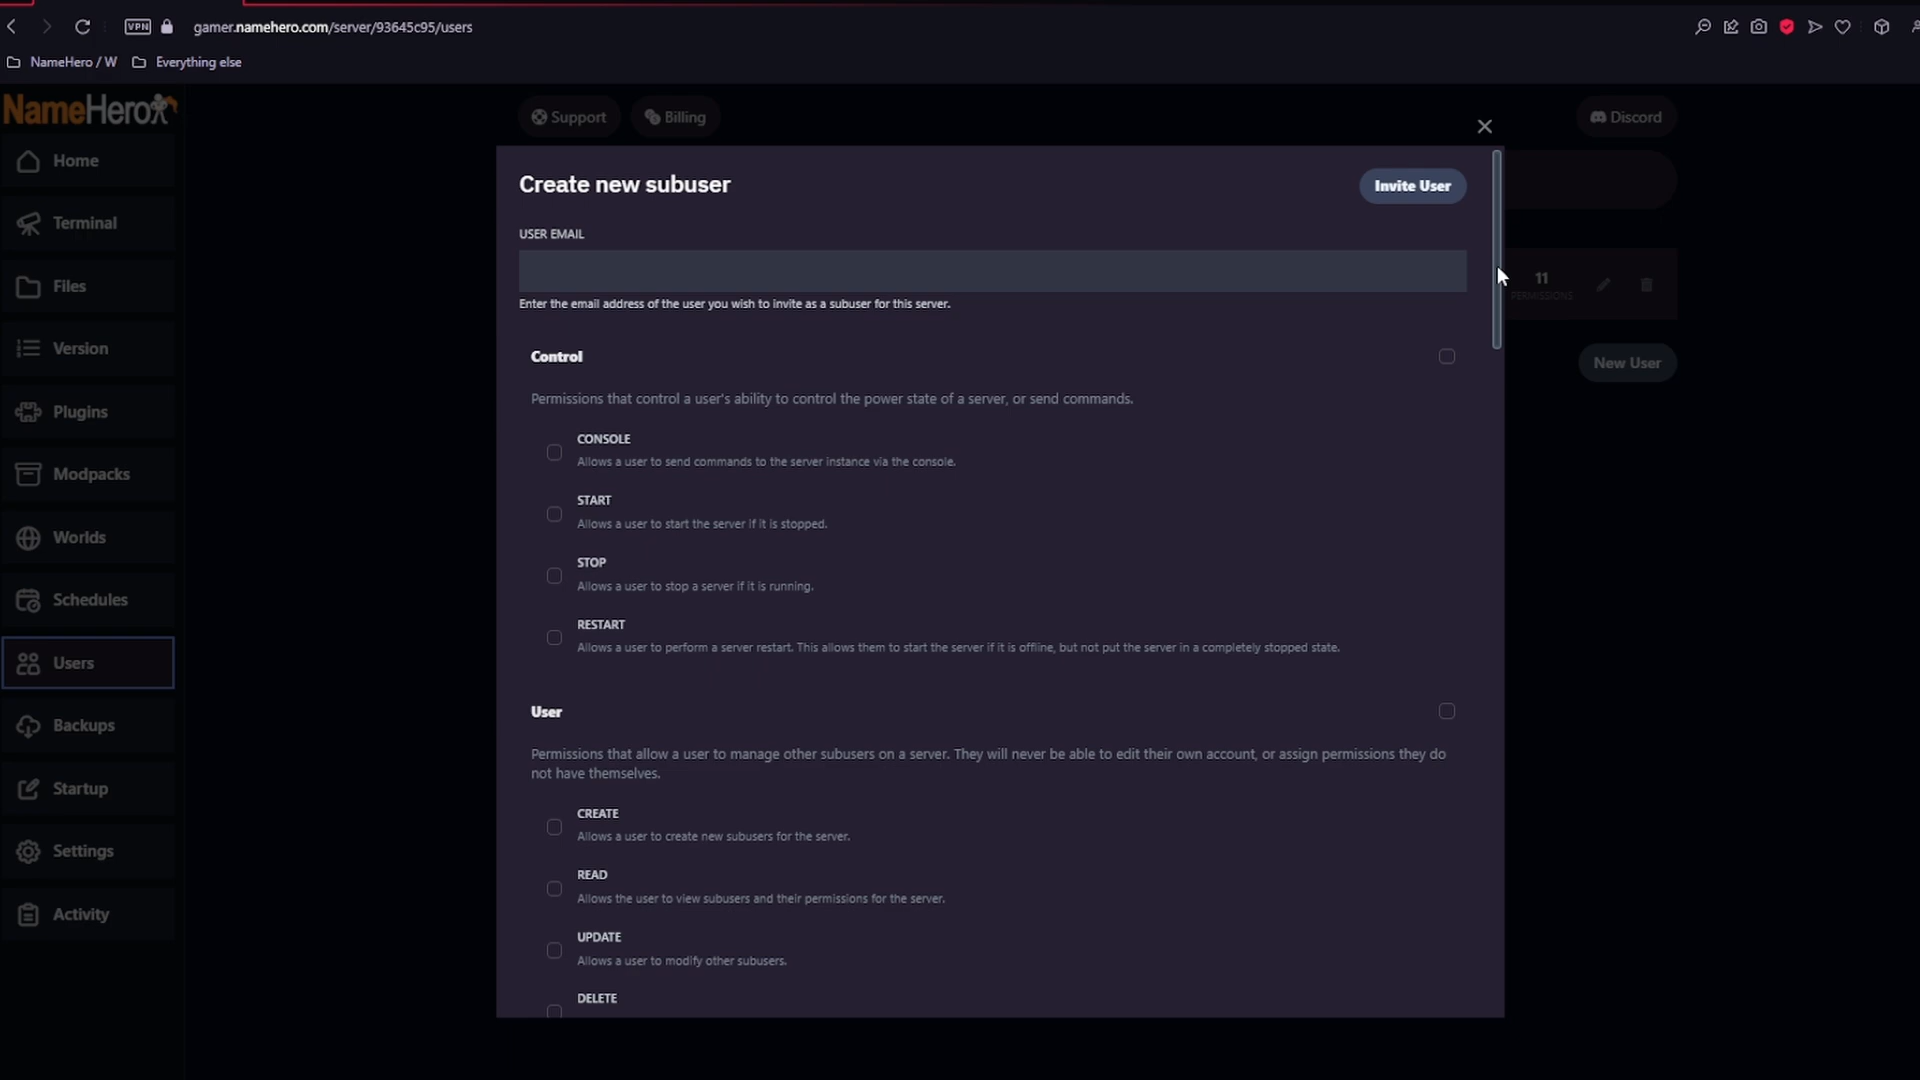 VPN
gamer.namehero.com/server/93645c95/users
NameHero / W
Everything else
NameHero
Support
Billing
Discord
Home
Terminal
Files
Version
Plugins
Modpacks
Worlds
Schedules
Users
Backups
Startup
Settings
Activity
Create new subuser
Invite User
USER EMAIL
Enter the email address of the user you wish to invite as a subuser for this server.
11
PERMISSIONS
New User
Control
Permissions that control a user's ability to control the power state of a server, or send commands.
CONSOLE
Allows a user to send commands to the server instance via the console.
START
Allows a user to start the server if it is stopped.
STOP
Allows a user to stop a server if it is running.
RESTART
Allows a user to perform a server restart. This allows them to start the server if it is offline, but not put the server in a completely stopped state.
User
Permissions that allow a user to manage other subusers on a server. They will never be able to edit their own account, or assign permissions they do
not have themselves.
CREATE
Allows a user to create new subusers for the server.
READ
Allows the user to view subusers and their permissions for the server.
UPDATE
Allows a user to modify other subusers.
DELETE